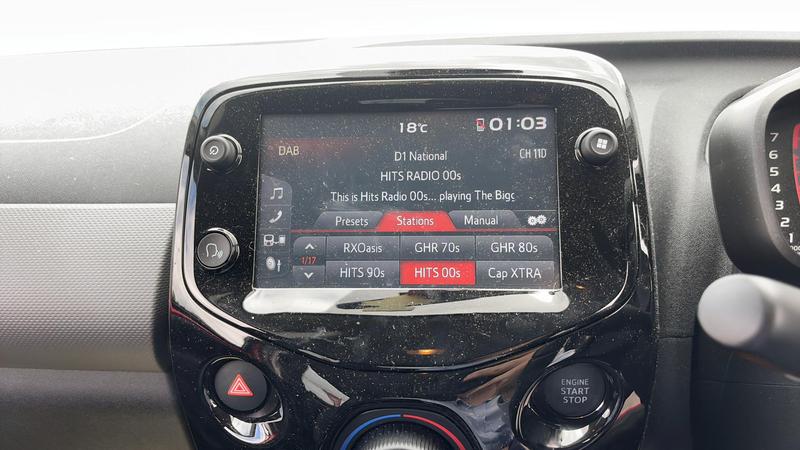 18°C 01:03
DAB
D1 National CH 11D
HITS RADIO 00s
This is Hits Radio 00s... playing The Bigg
Presets Stations Manual
RXOasis GHR 70s GHR 80s
1/17
HITS 90s HITS 00s Cap XTRA
7
6
5
4
3
2
1
ENGINE
START
STOP